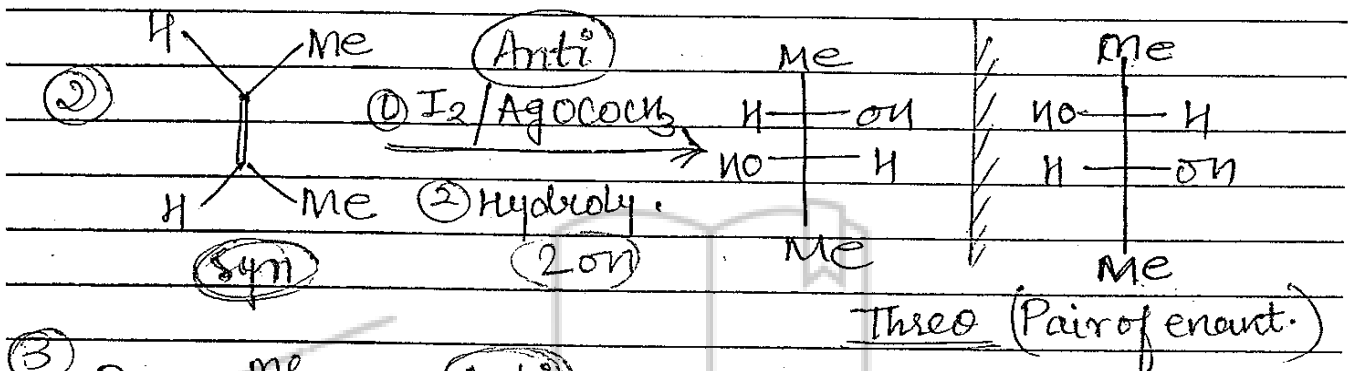 H Me Anti Me Me
② ① I2/AgOCOCH3 H OH HO H
HO H H OH
H Me ② Hydroly. Me Me
Syn 2OH
Threo (Pair of enant.)
③ Me Anti